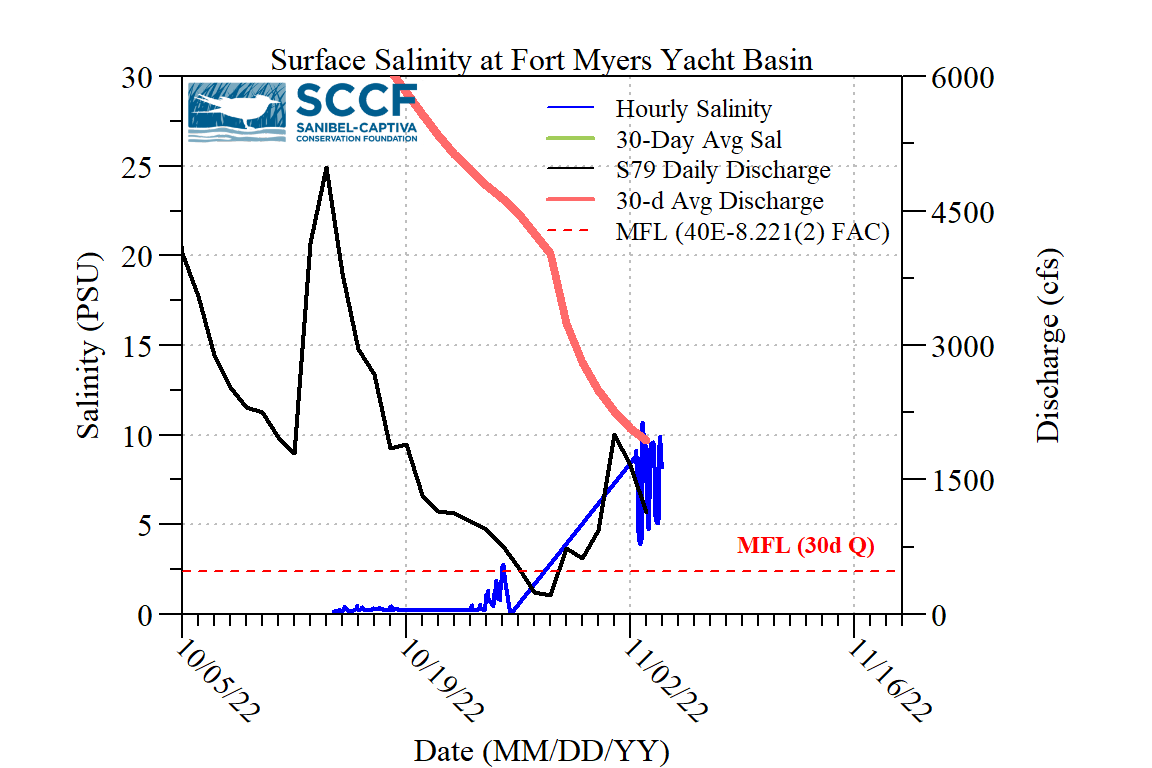 Surface Salinity at Fort Myers Yacht Basin
SCCF
SANIBEL-CAPTIVA
CONSERVATION FOUNDATION
Hourly Salinity
30-Day Avg Sal
S79 Daily Discharge
30-d Avg Discharge
MFL (40E-8.221(2) FAC)
MFL (30d Q)
Salinity (PSU)
30
25
20
15
10
5
0
Discharge (cfs)
6000
4500
3000
1500
0
10/05/22
10/19/22
11/02/22
11/16/22
Date (MM/DD/YY)